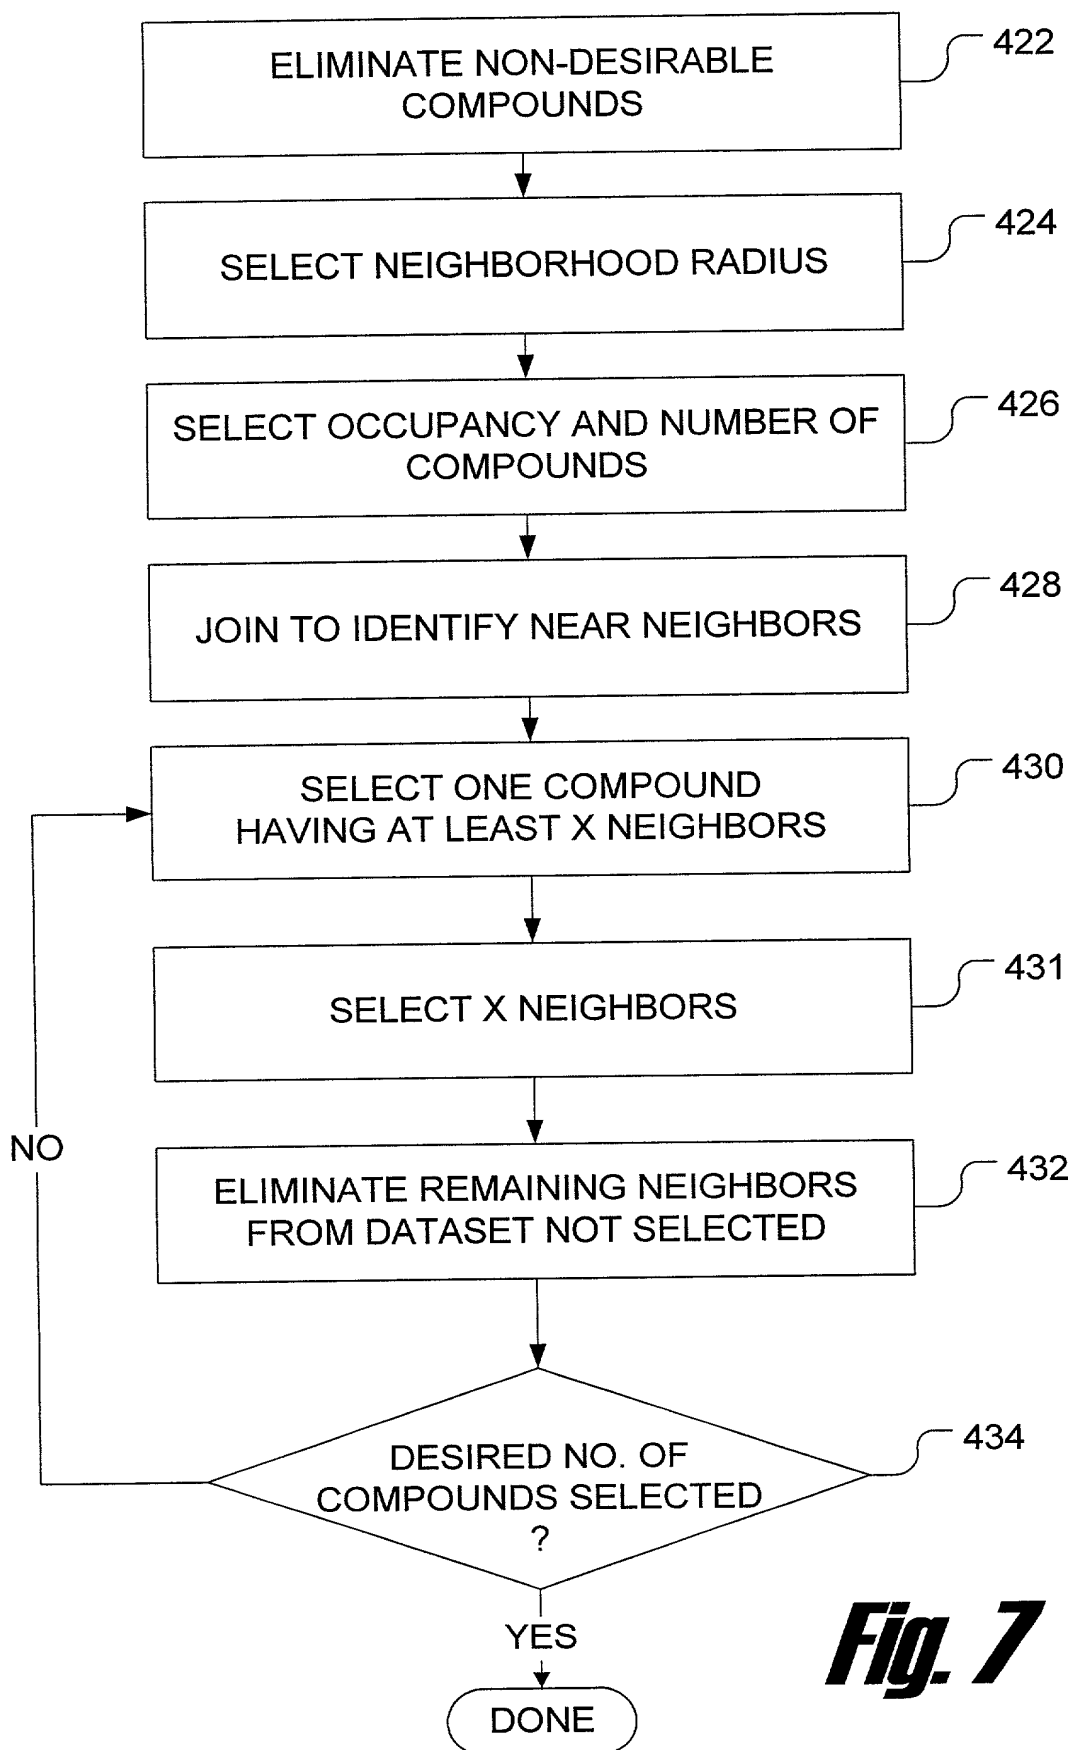 ELIMINATE NON-DESIRABLE
COMPOUNDS
422
SELECT NEIGHBORHOOD RADIUS
424
SELECT OCCUPANCY AND NUMBER OF
COMPOUNDS
426
JOIN TO IDENTIFY NEAR NEIGHBORS
428
SELECT ONE COMPOUND
HAVING AT LEAST X NEIGHBORS
430
SELECT X NEIGHBORS
431
NO
ELIMINATE REMAINING NEIGHBORS
FROM DATASET NOT SELECTED
432
DESIRED NO. OF
COMPOUNDS SELECTED
?
434
YES
DONE
Fig. 7